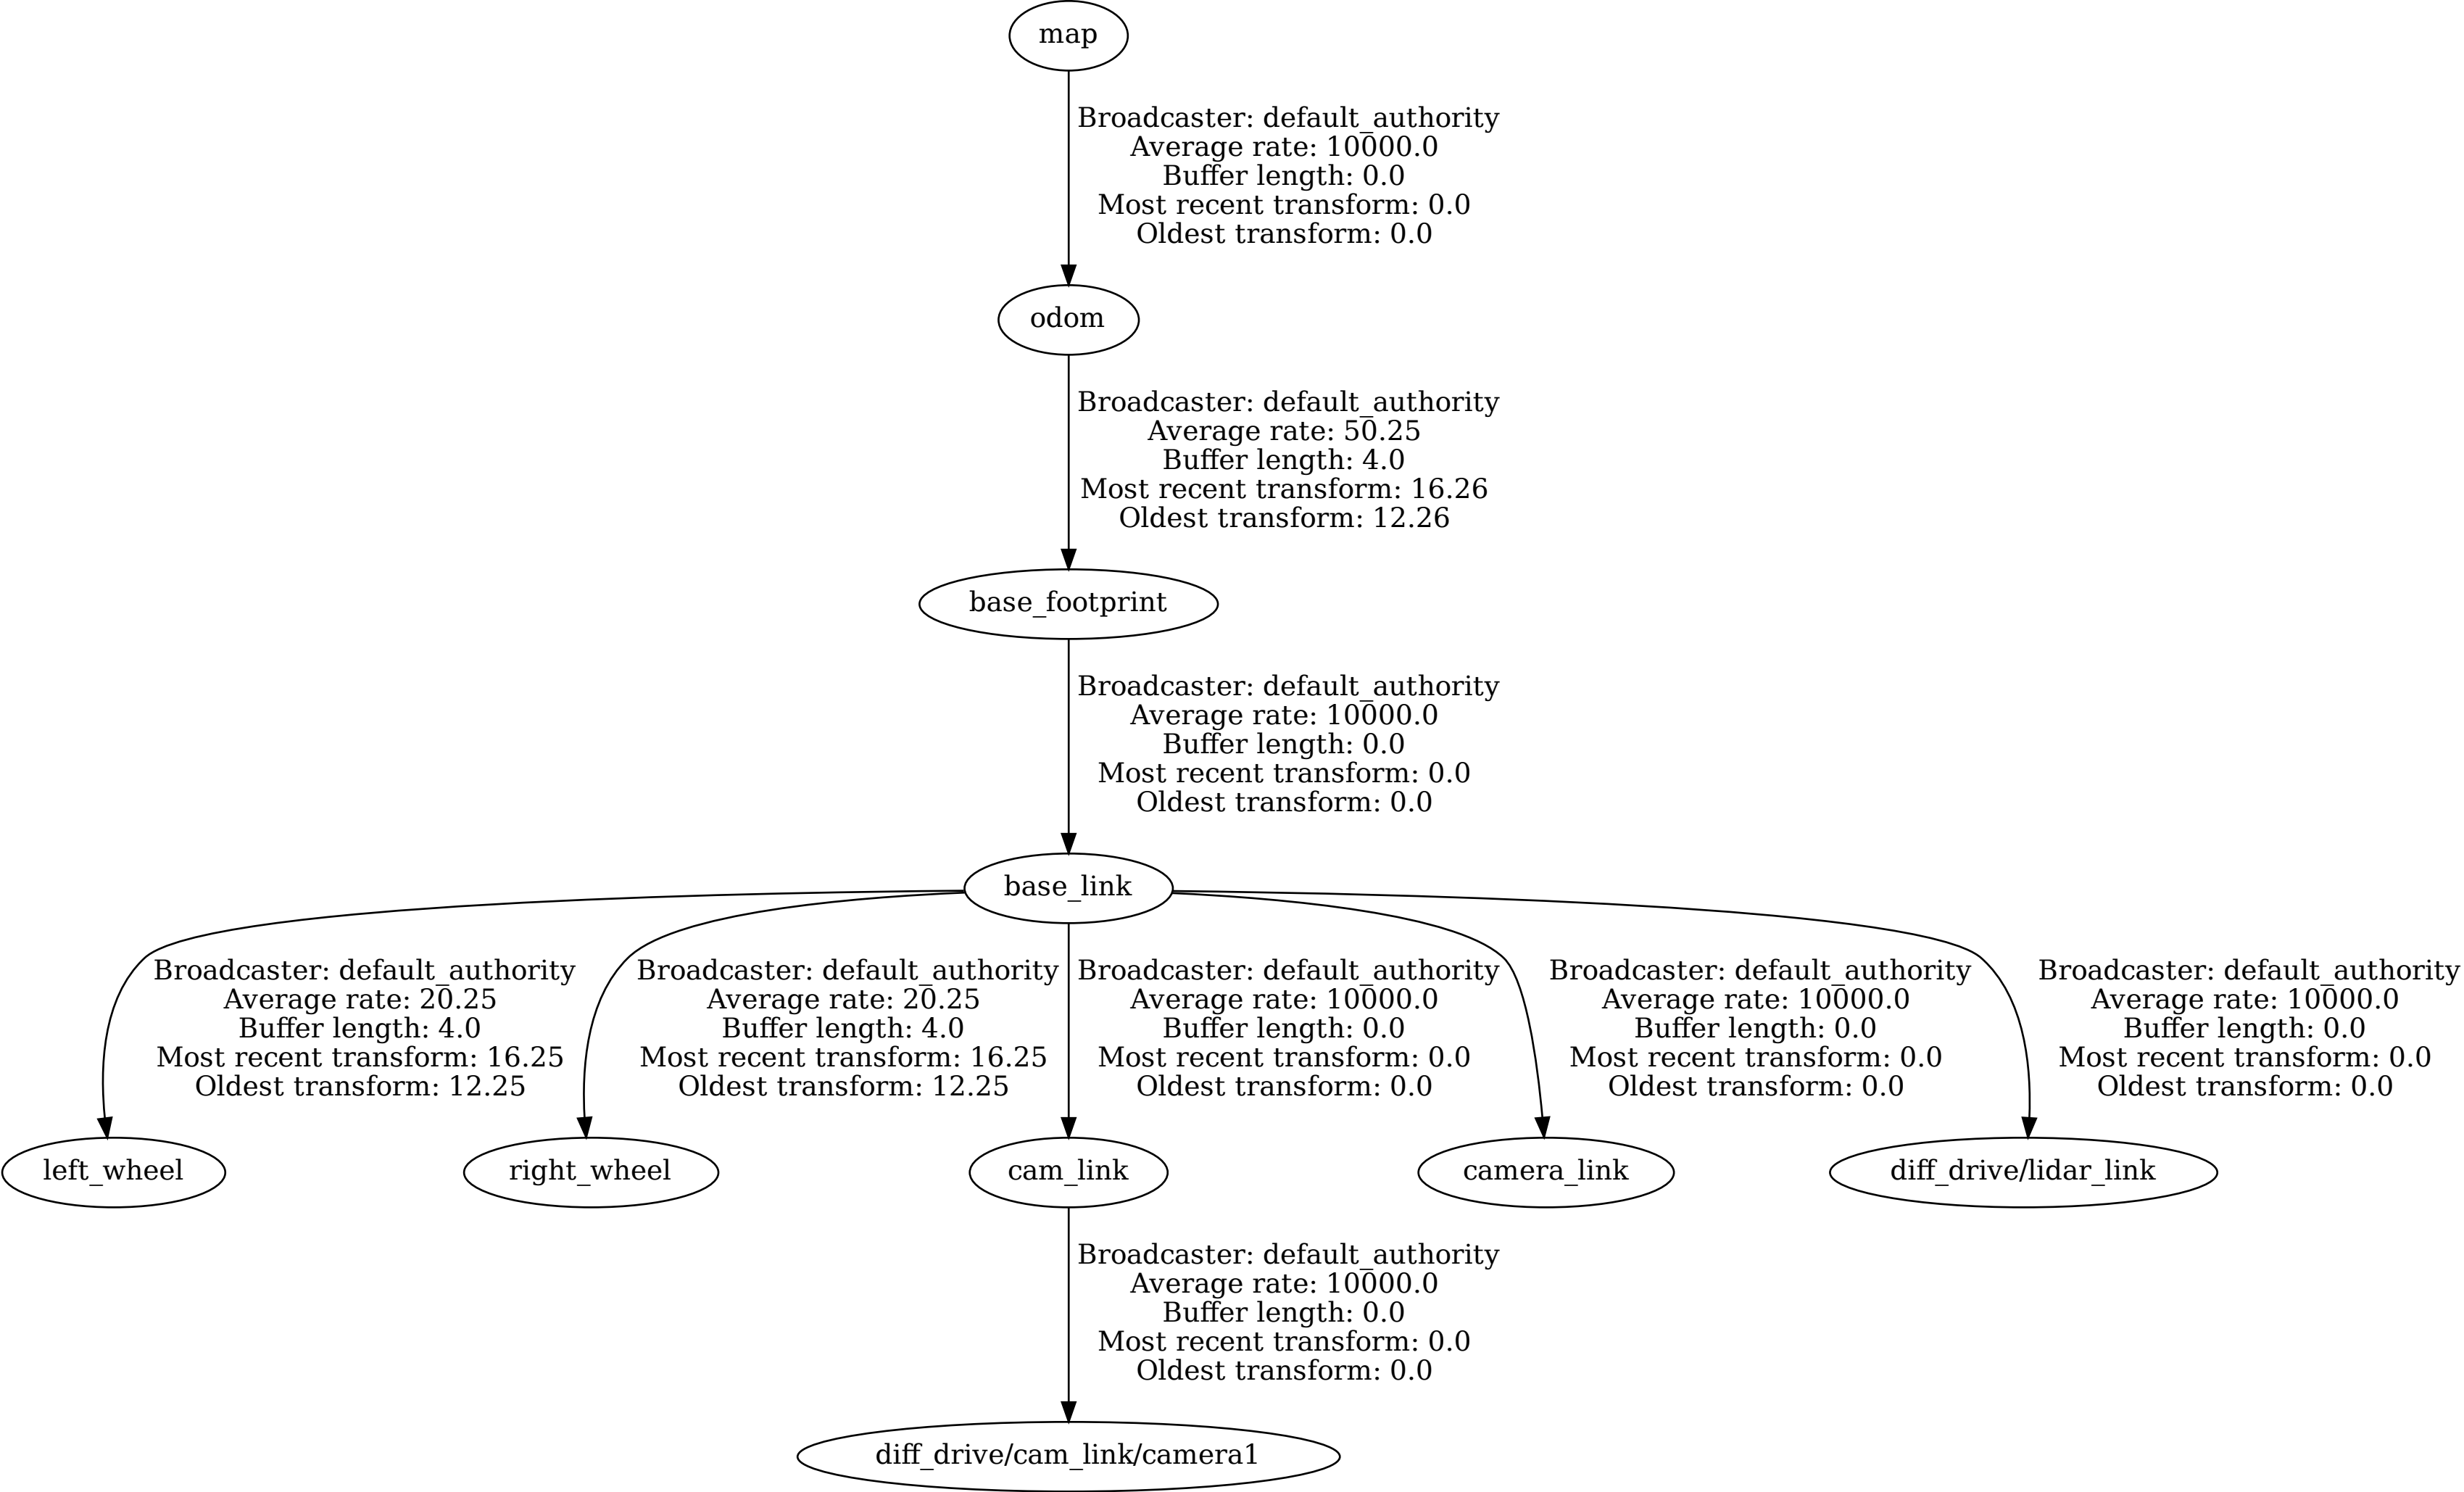 map
Broadcaster: default_authority
Average rate: 10000.0
Buffer length: 0.0
Most recent transform: 0.0
Oldest transform: 0.0
odom
Broadcaster: default_authority
Average rate: 50.25
Buffer length: 4.0
Most recent transform: 16.26
Oldest transform: 12.26
base_footprint
Broadcaster: default_authority
Average rate: 10000.0
Buffer length: 0.0
Most recent transform: 0.0
Oldest transform: 0.0
base_link
Broadcaster: default_authority
Average rate: 20.25
Buffer length: 4.0
Most recent transform: 16.25
Oldest transform: 12.25
Broadcaster: default_authority
Average rate: 20.25
Buffer length: 4.0
Most recent transform: 16.25
Oldest transform: 12.25
Broadcaster: default_authority
Average rate: 10000.0
Buffer length: 0.0
Most recent transform: 0.0
Oldest transform: 0.0
Broadcaster: default_authority
Average rate: 10000.0
Buffer length: 0.0
Most recent transform: 0.0
Oldest transform: 0.0
Broadcaster: default_authority
Average rate: 10000.0
Buffer length: 0.0
Most recent transform: 0.0
Oldest transform: 0.0
left_wheel
right_wheel
cam_link
camera_link
diff_drive/lidar_link
Broadcaster: default_authority
Average rate: 10000.0
Buffer length: 0.0
Most recent transform: 0.0
Oldest transform: 0.0
diff_drive/cam_link/camera1